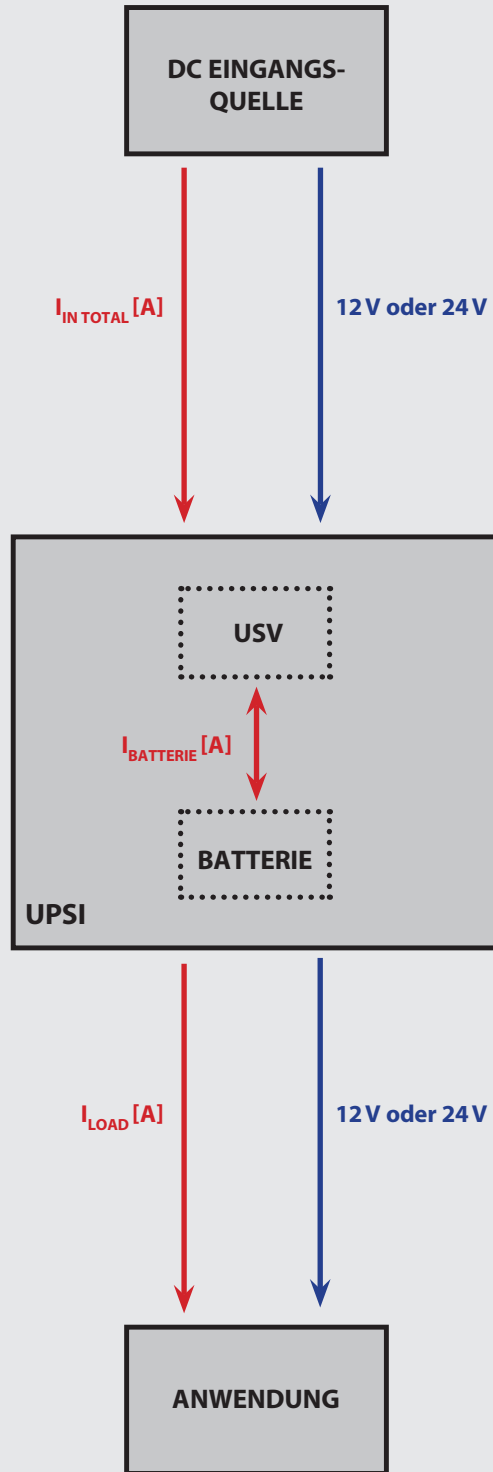 DC EINGANGS-
QUELLE
I_IN TOTAL [A]
12 V oder 24 V
USV
I_BATTERIE [A]
BATTERIE
UPSI
I_LOAD [A]
12 V oder 24 V
ANWENDUNG